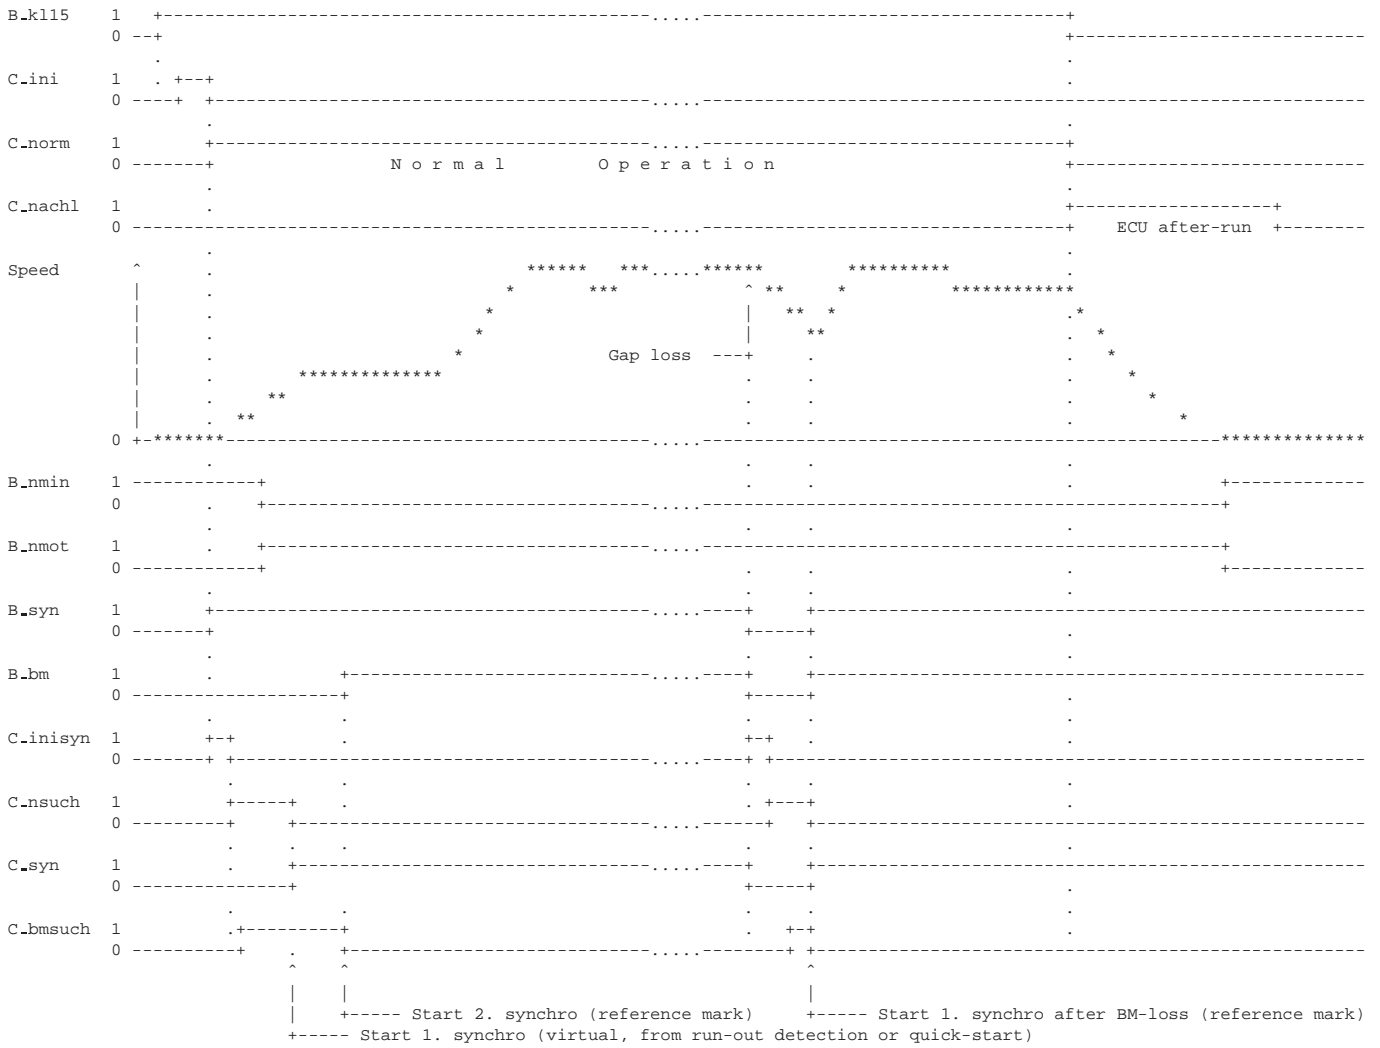 B_kl15 1 +-----------------------------------------------.....-----------------------------------+
0 --+ +----------------------------
C_ini 1 . +--+ .
0 ----+ +------------------------------------------.....----------------------------------------------------------------
C_norm 1 +------------------------------------------.....-----------------------------------+
0 -------+ N o r m a l O p e r a t i o n +----------------------------
C_nachl 1 . +-------------------+
0 --------------------------------------------------.....-----------------------------------+ ECU after-run +--------
Speed ^ . ****** ***.....****** ********** .
| . * *** ^ ** * ************
| . * | ** * .*
| . * | ** . *
| . * Gap loss ---+ . . *
| . ************** . . . *
| . ** . . . *
| . ** . . . *
0 +-*******-----------------------------------------.....--------------------------------------------------**************
B_nmin 1 ------------+ . . . +-------------
0 . +-------------------------------------.....--------------------------------------------------+
B_nmot 1 . +-------------------------------------.....--------------------------------------------------+
0 ------------+ . . . +-------------
B_syn 1 +------------------------------------------.....----+ +-----------------------------------------------------
0 -------+ +-----+ .
B_bm 1 . +-----------------------------.....----+ +-----------------------------------------------------
0 --------------------+ +-----+ .
C_inisyn 1 +-+ . +-+ . .
0 -------+ +----------------------------------------.....----+ +---------------------------------------------------------
C_nsuch 1 +-----+ . . +---+ .
0 ---------+ +----------------------------------.....------+ +-----------------------------------------------------
C_syn 1 . +----------------------------------.....----+ +-----------------------------------------------------
0 ---------------+ +-----+ .
C_bmsuch 1 .+---------+ . +-+ .
0 ----------+ . +-----------------------------.....--------+ +-----------------------------------------------------
^ ^ ^
| | |
| +----- Start 2. synchro (reference mark) +----- Start 1. synchro after BM-loss (reference mark)
+----- Start 1. synchro (virtual, from run-out detection or quick-start)